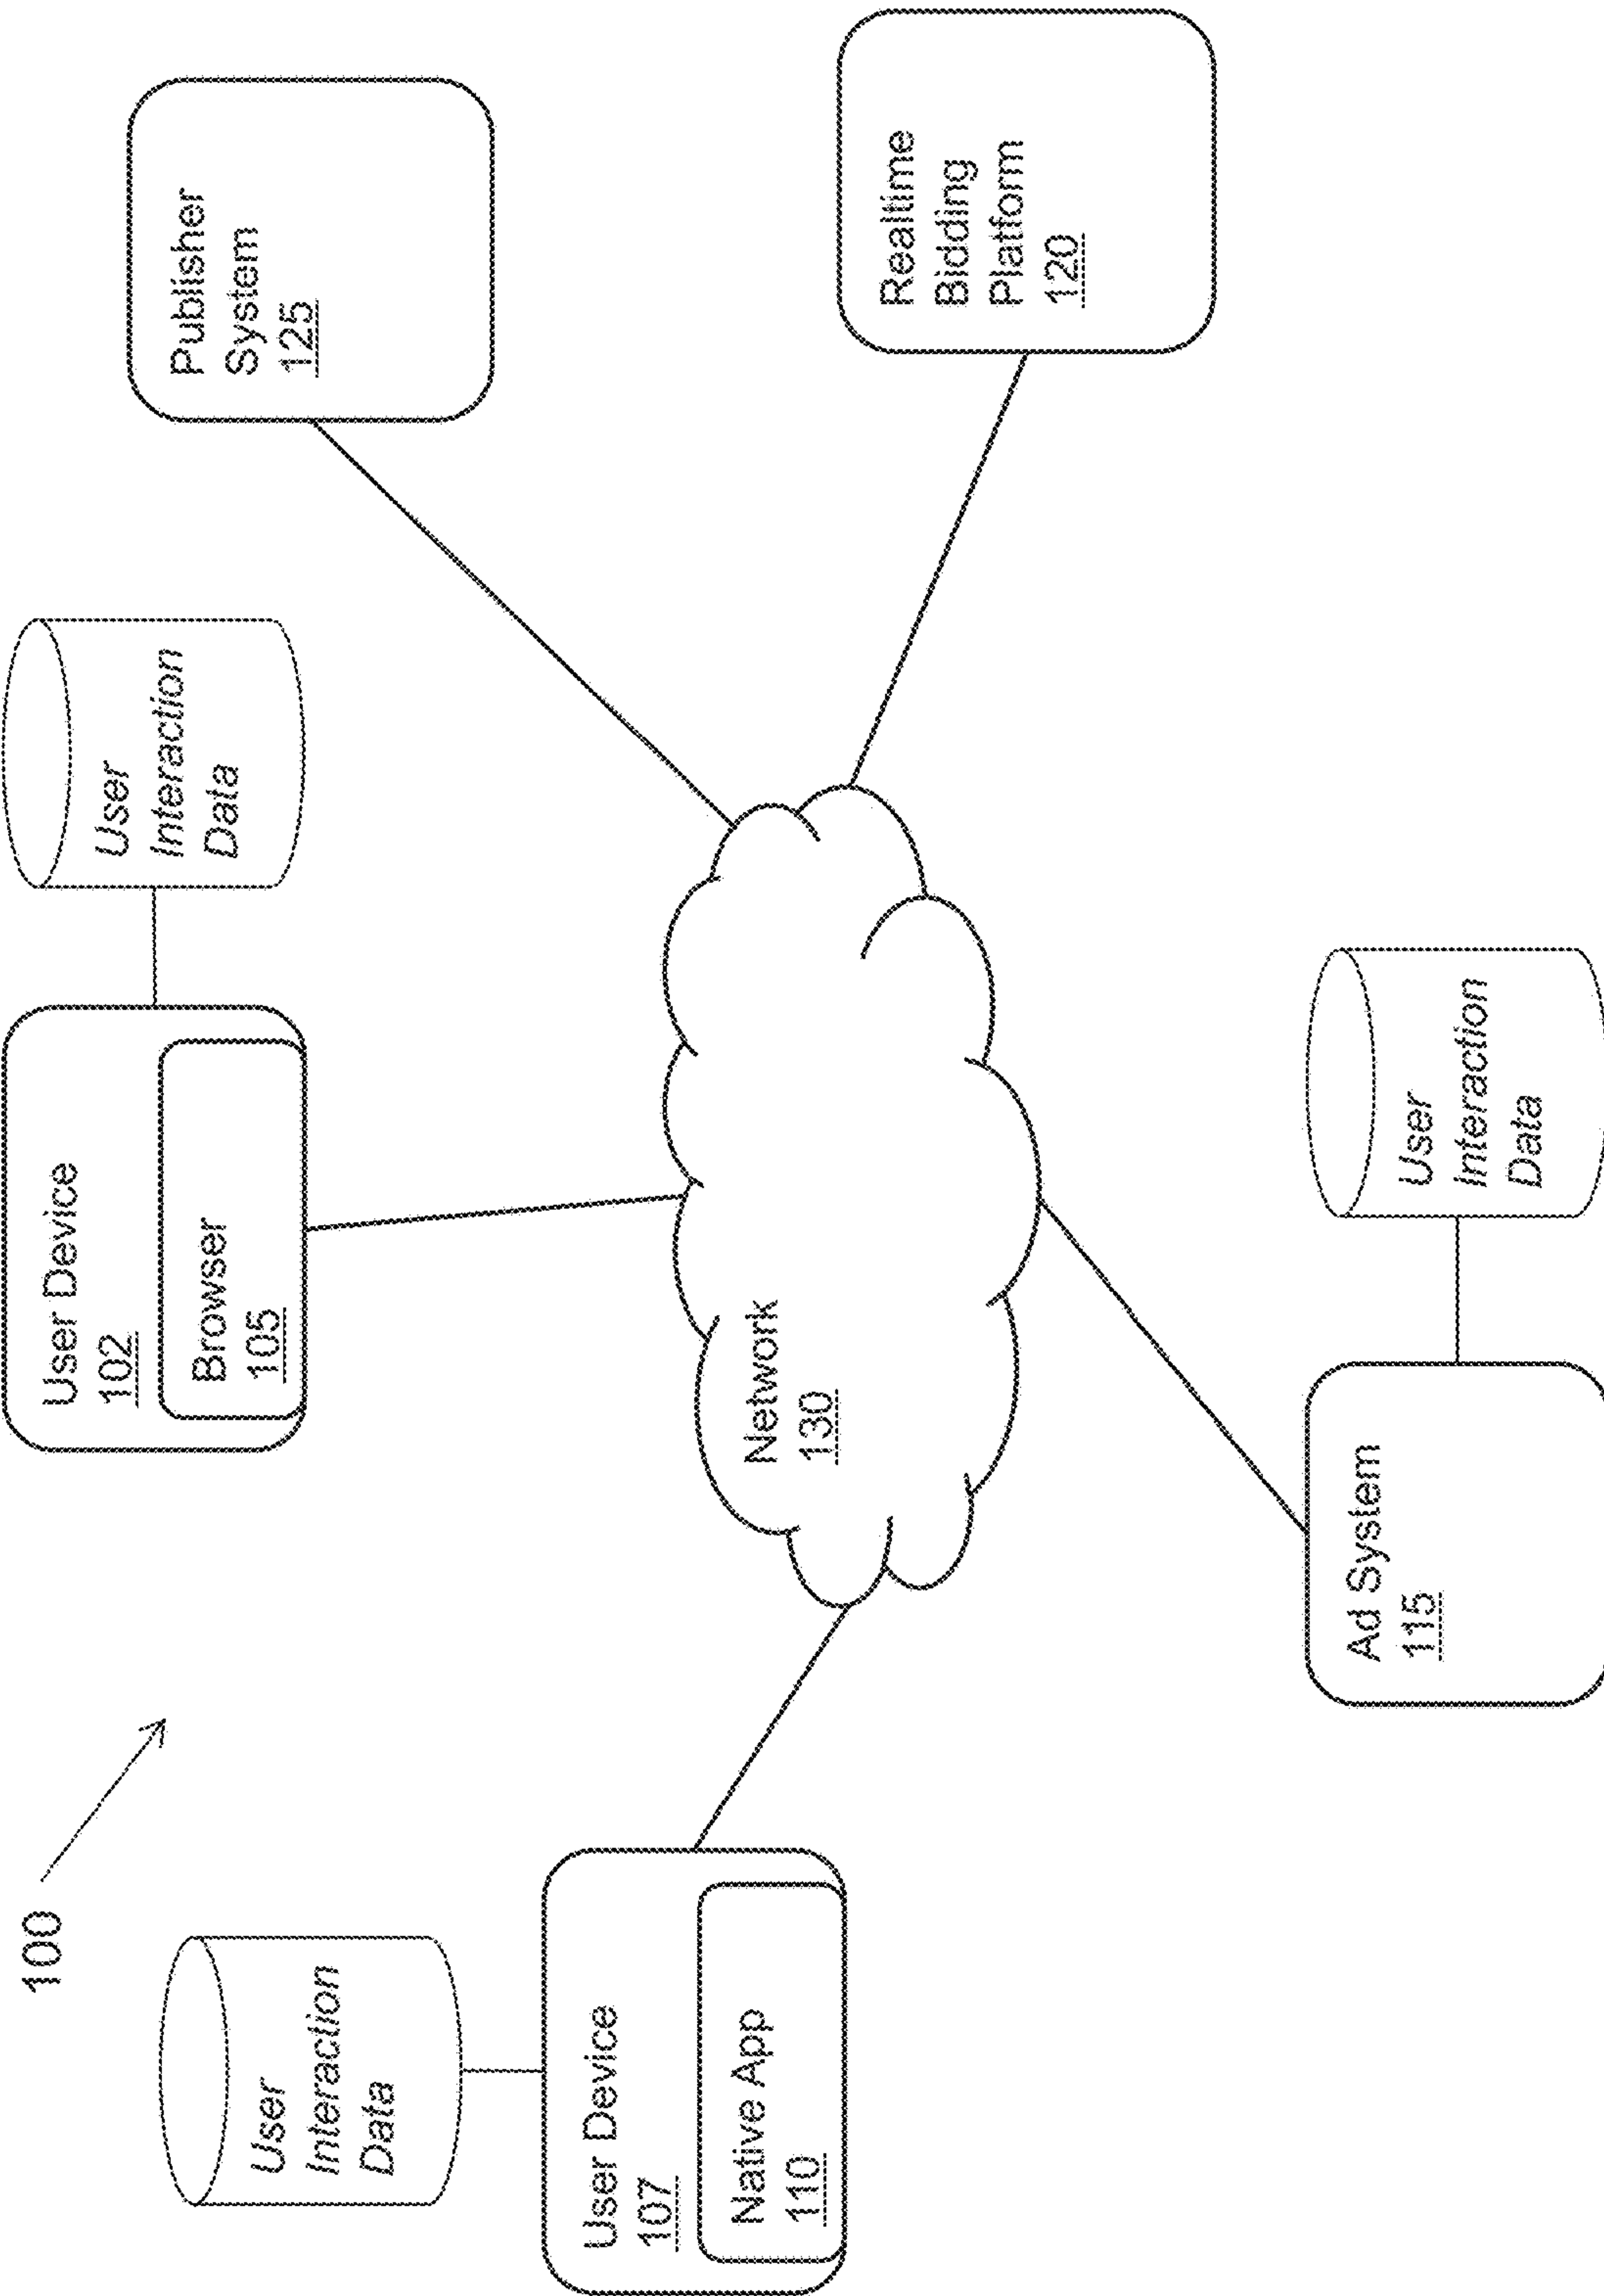 100
User Device
102
Browser
105
User
Interaction
Data
Publisher
System
125
User
Interaction
Data
User Device
107
Native App
110
Network
130
Realtime
Bidding
Platform
120
Ad System
115
User
Interaction
Data